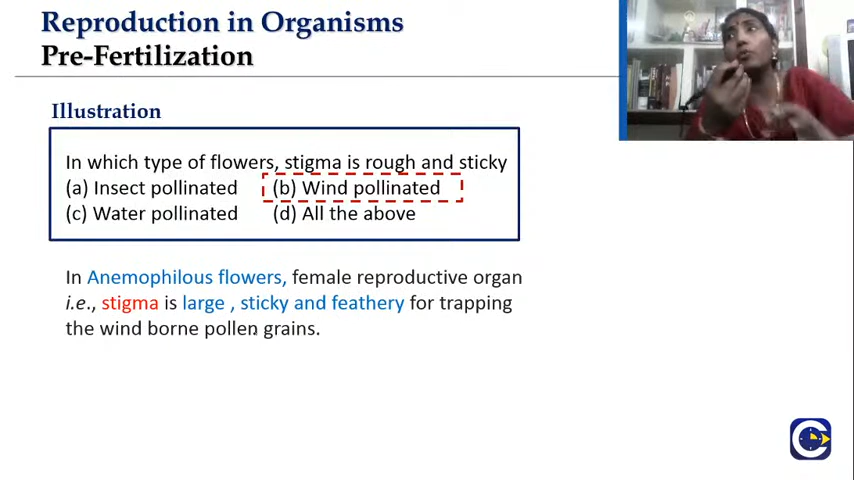 Reproduction in Organisms
Pre-Fertilization
Illustration
In which type of flowers, stigma is rough and sticky
(a) Insect pollinated (b) Wind pollinated
(c) Water pollinated (d) All the above
In Anemophilous flowers, female reproductive organ
i.e., stigma is large , sticky and feathery for trapping
the wind borne pollen grains.